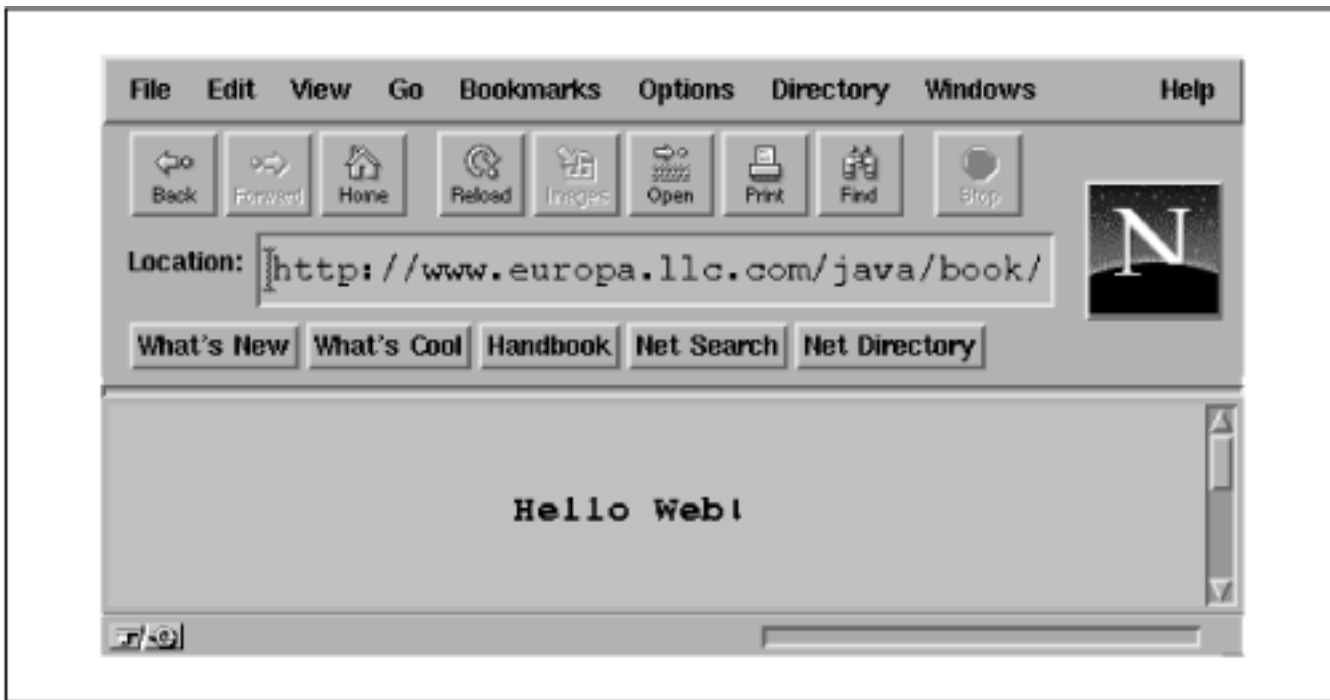 File Edit View Go Bookmarks Options Directory Windows Help
Back Forward Home Reload Images Open Print Find Stop
Location: http://www.europa.llc.com/java/book/
N
What's New What's Cool Handbook Net Search Net Directory
Hello Web!